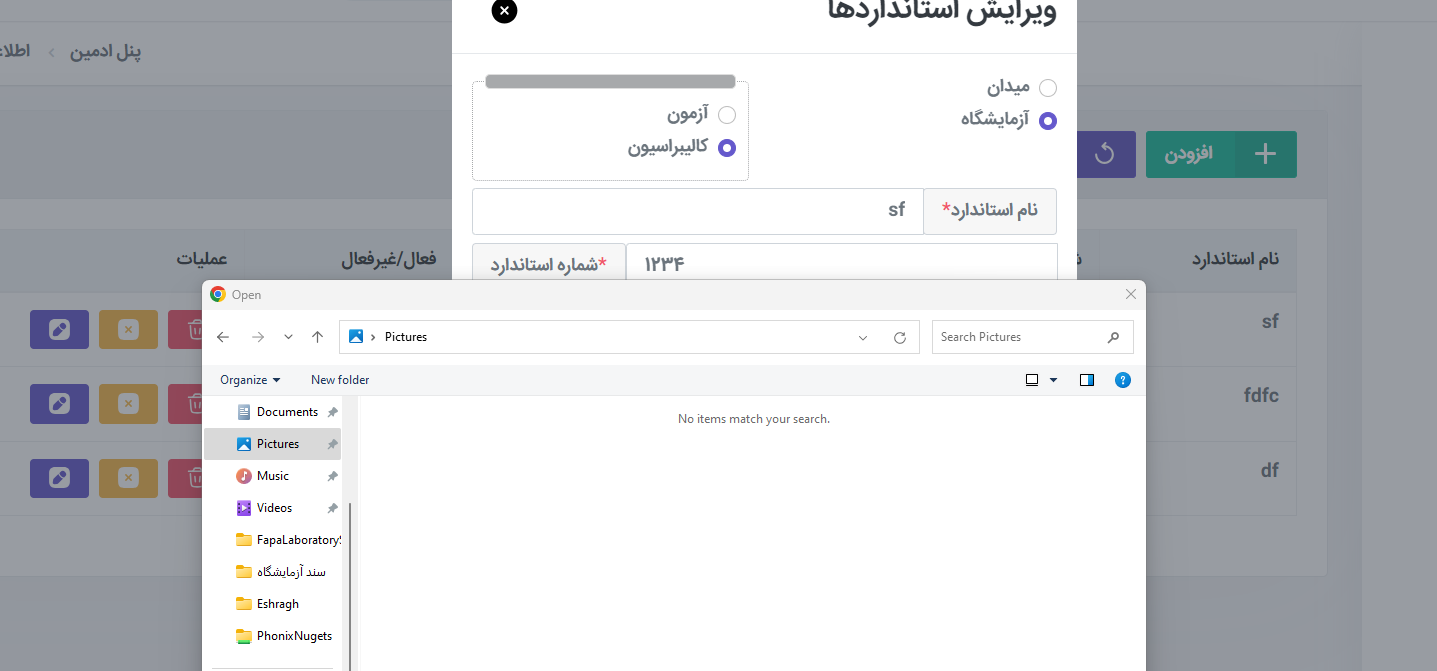 ویرایش استانداردها
پنل ادمین
میدان
آزمایشگاه
آزمون
کالیبراسیون
افزودن
نام استاندارد*
sf
شماره استاندارد*
۱۲۳۴
نام استاندارد
فعال/غیرفعال
عملیات
sf
fdfc
df
Open
Pictures
Search Pictures
Organize
New folder
Documents
Pictures
Music
Videos
FapaLaboratory
سند آزمایشگاه
Eshragh
PhonixNugets
No items match your search.